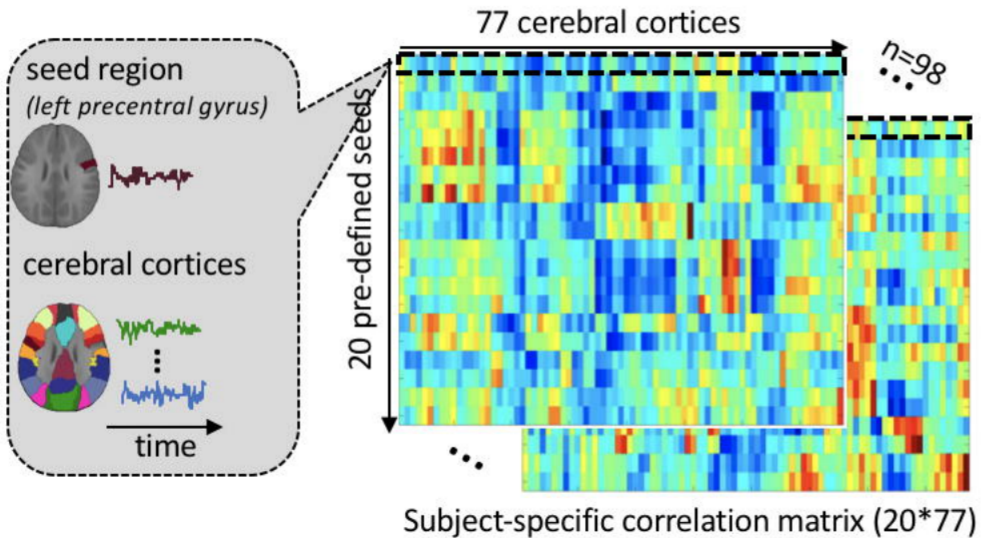 77 cerebral cortices
n=98
seed region
(left precentral gyrus)
20 pre-defined seeds
cerebral cortices
time
Subject-specific correlation matrix (20*77)